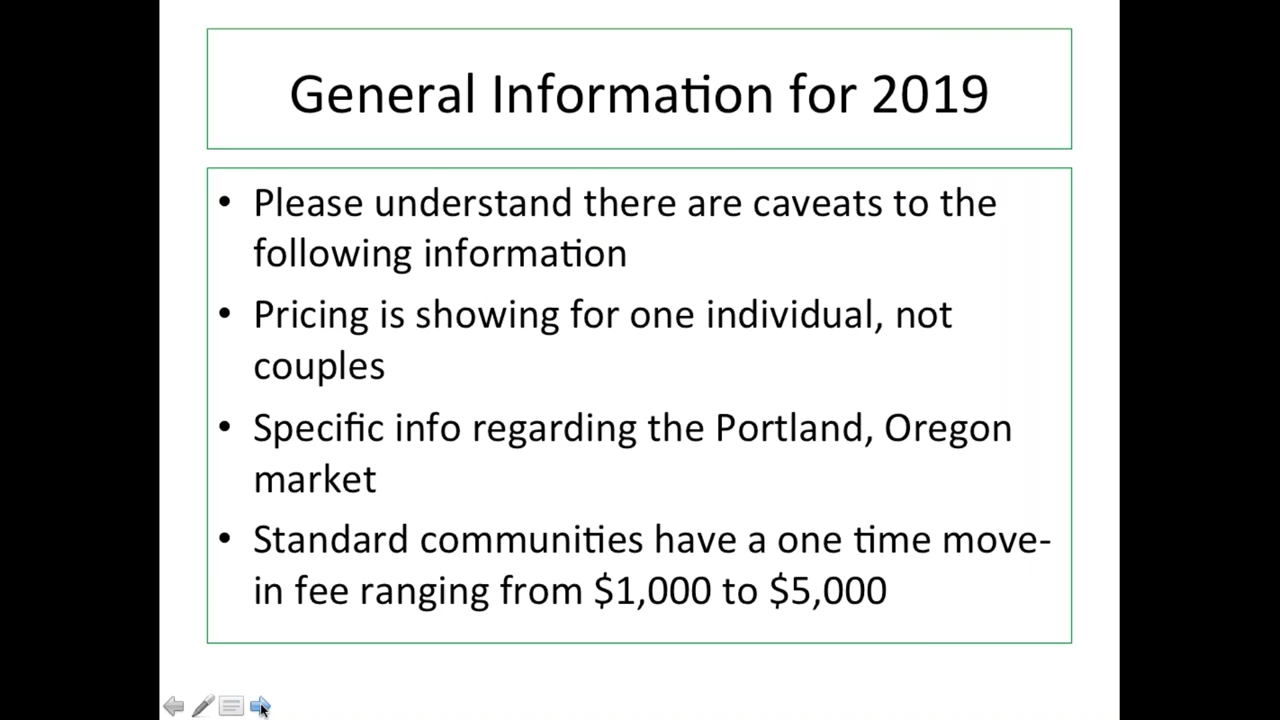 General Information for 2019
• Please understand there are caveats to the
following information
• Pricing is showing for one individual, not
couples
• Specific info regarding the Portland, Oregon
market
• Standard communities have a one time move-
in fee ranging from $1,000 to $5,000